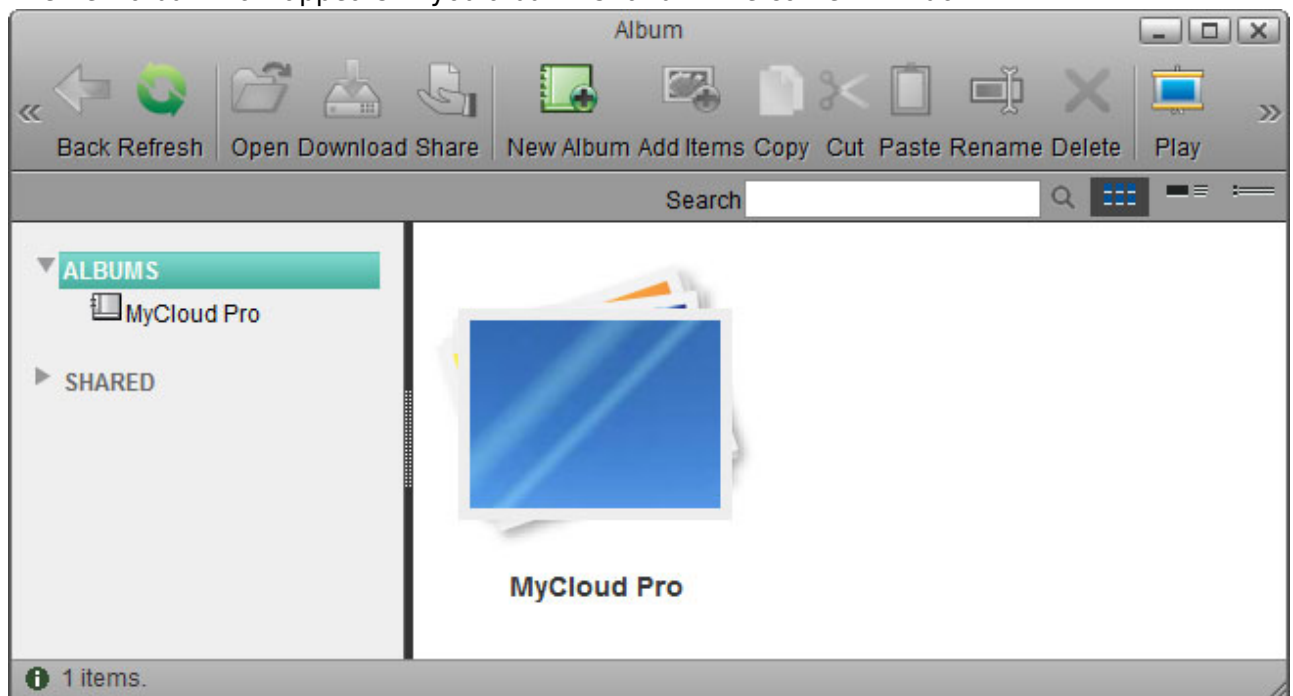 Album
Back Refresh Open Download Share New Album Add Items Copy Cut Paste Rename Delete Play
Search
ALBUMS
MyCloud Pro
SHARED
MyCloud Pro
1 items.